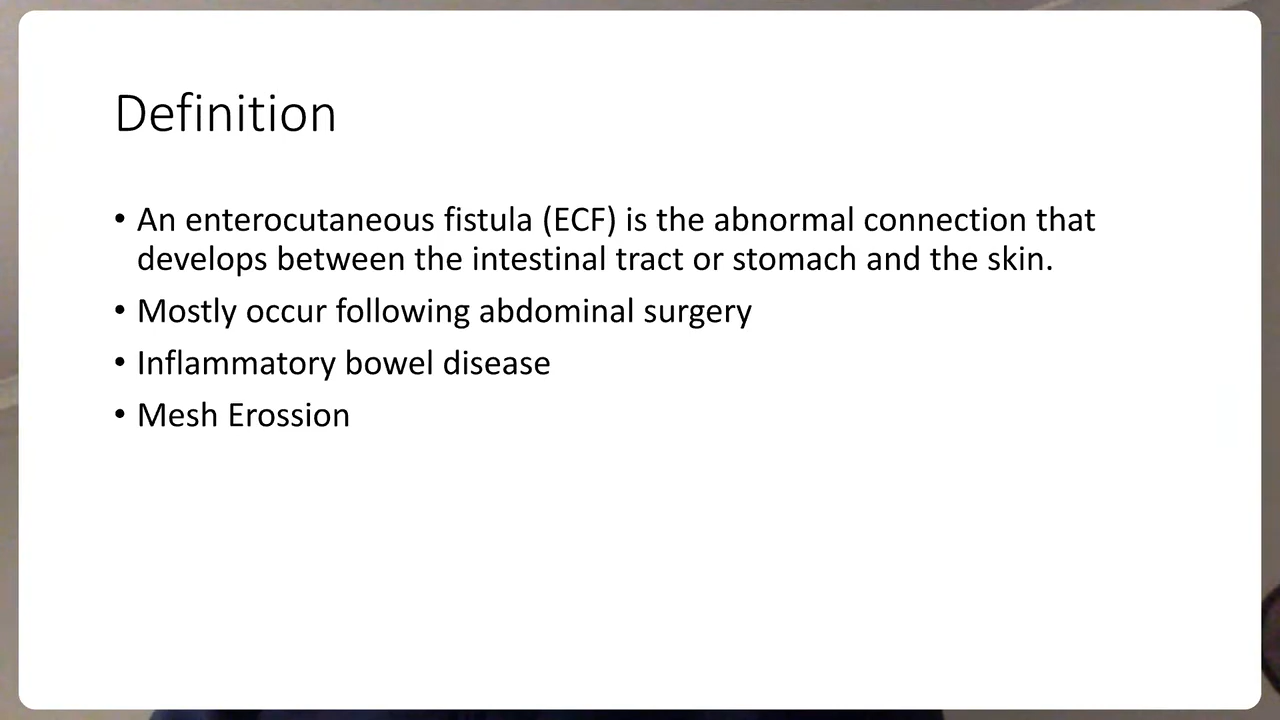 Definition
• An enterocutaneous fistula (ECF) is the abnormal connection that
develops between the intestinal tract or stomach and the skin.
• Mostly occur following abdominal surgery
• Inflammatory bowel disease
• Mesh Erossion